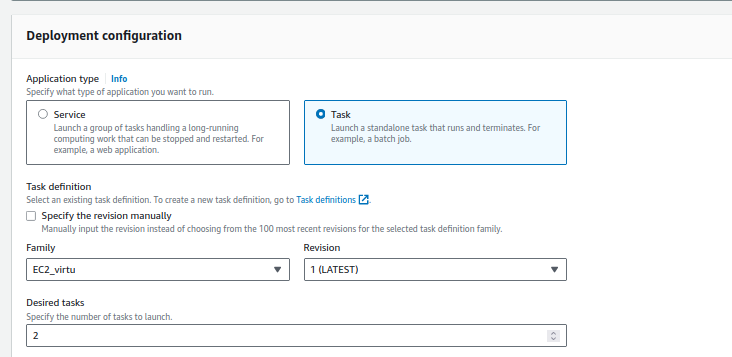 Deployment configuration
Application type Info
Specify what type of application you want to run.
Service
Launch a group of tasks handling a long-running
computing work that can be stopped and restarted. For
example, a web application.
Task
Launch a standalone task that runs and terminates. For
example, a batch job.
Task definition
Select an existing task definition. To create a new task definition, go to Task definitions.
Specify the revision manually
Manually input the revision instead of choosing from the 100 most recent revisions for the selected task definition family.
Family
Revision
EC2_virtu
1 (LATEST)
Desired tasks
Specify the number of tasks to launch.
2